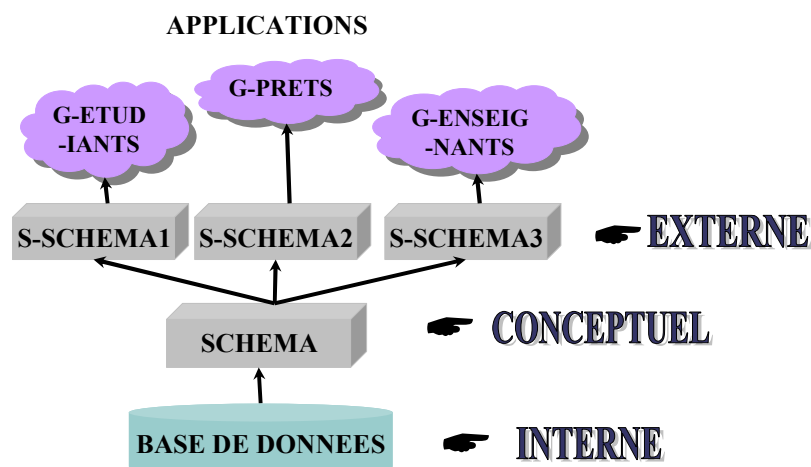 APPLICATIONS
G-PRETS
G-ETUD
-IANTS
G-ENSEIG
-NANTS
S-SCHEMA1
S-SCHEMA2
S-SCHEMA3
EXTERNE
SCHEMA
CONCEPTUEL
BASE DE DONNEES
INTERNE